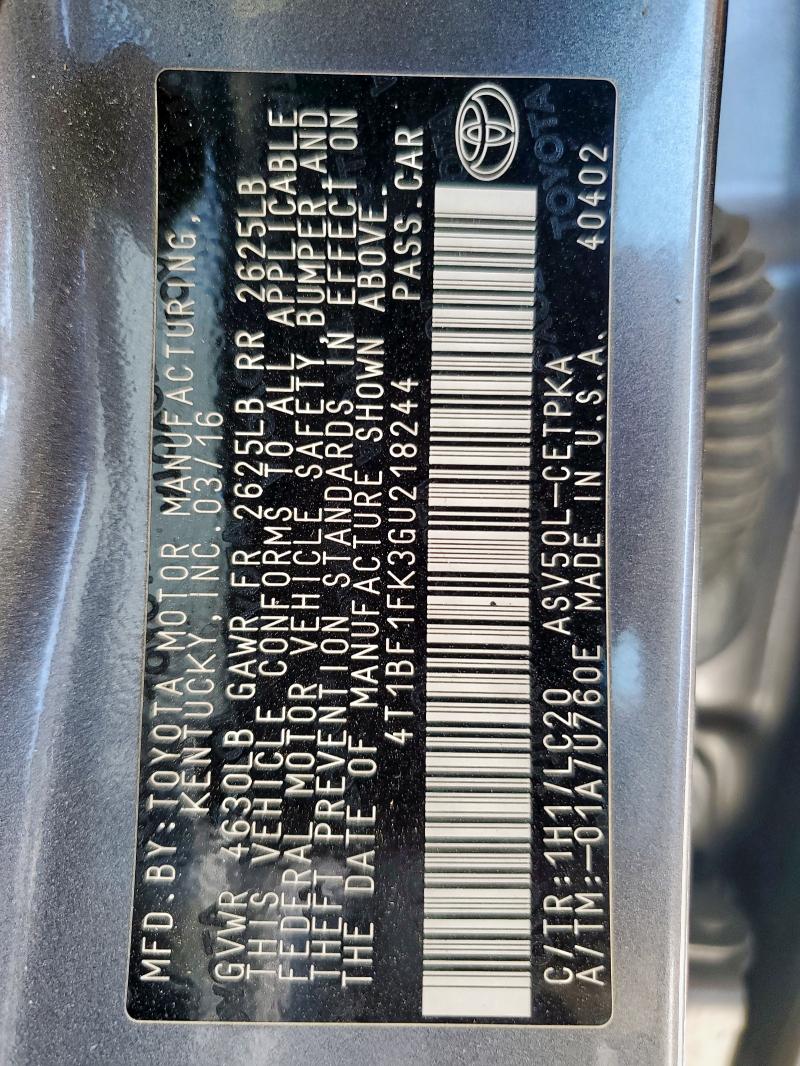 MFD.BY:TOYOTA MOTOR MANUFACTURING,
KENTUCKY,INC.03/16
GVWR 4630LB GAWR FR 2625LB RR 2625LB
THIS VEHICLE CONFORMS TO ALL APPLICABLE
FEDERAL MOTOR VEHICLE SAFETY,BUMPER,AND
THEFT PREVENTION STANDARDS IN EFFECT ON
THE DATE OF MANUFACTURE SHOWN ABOVE.
4T1BF1FK3GU218244 PASS.CAR
TOYOTA
C/TR:1H1/LC20 ASV50L-CETPKA
A/TM:-01A/U760E MADE IN U.S.A. 40402